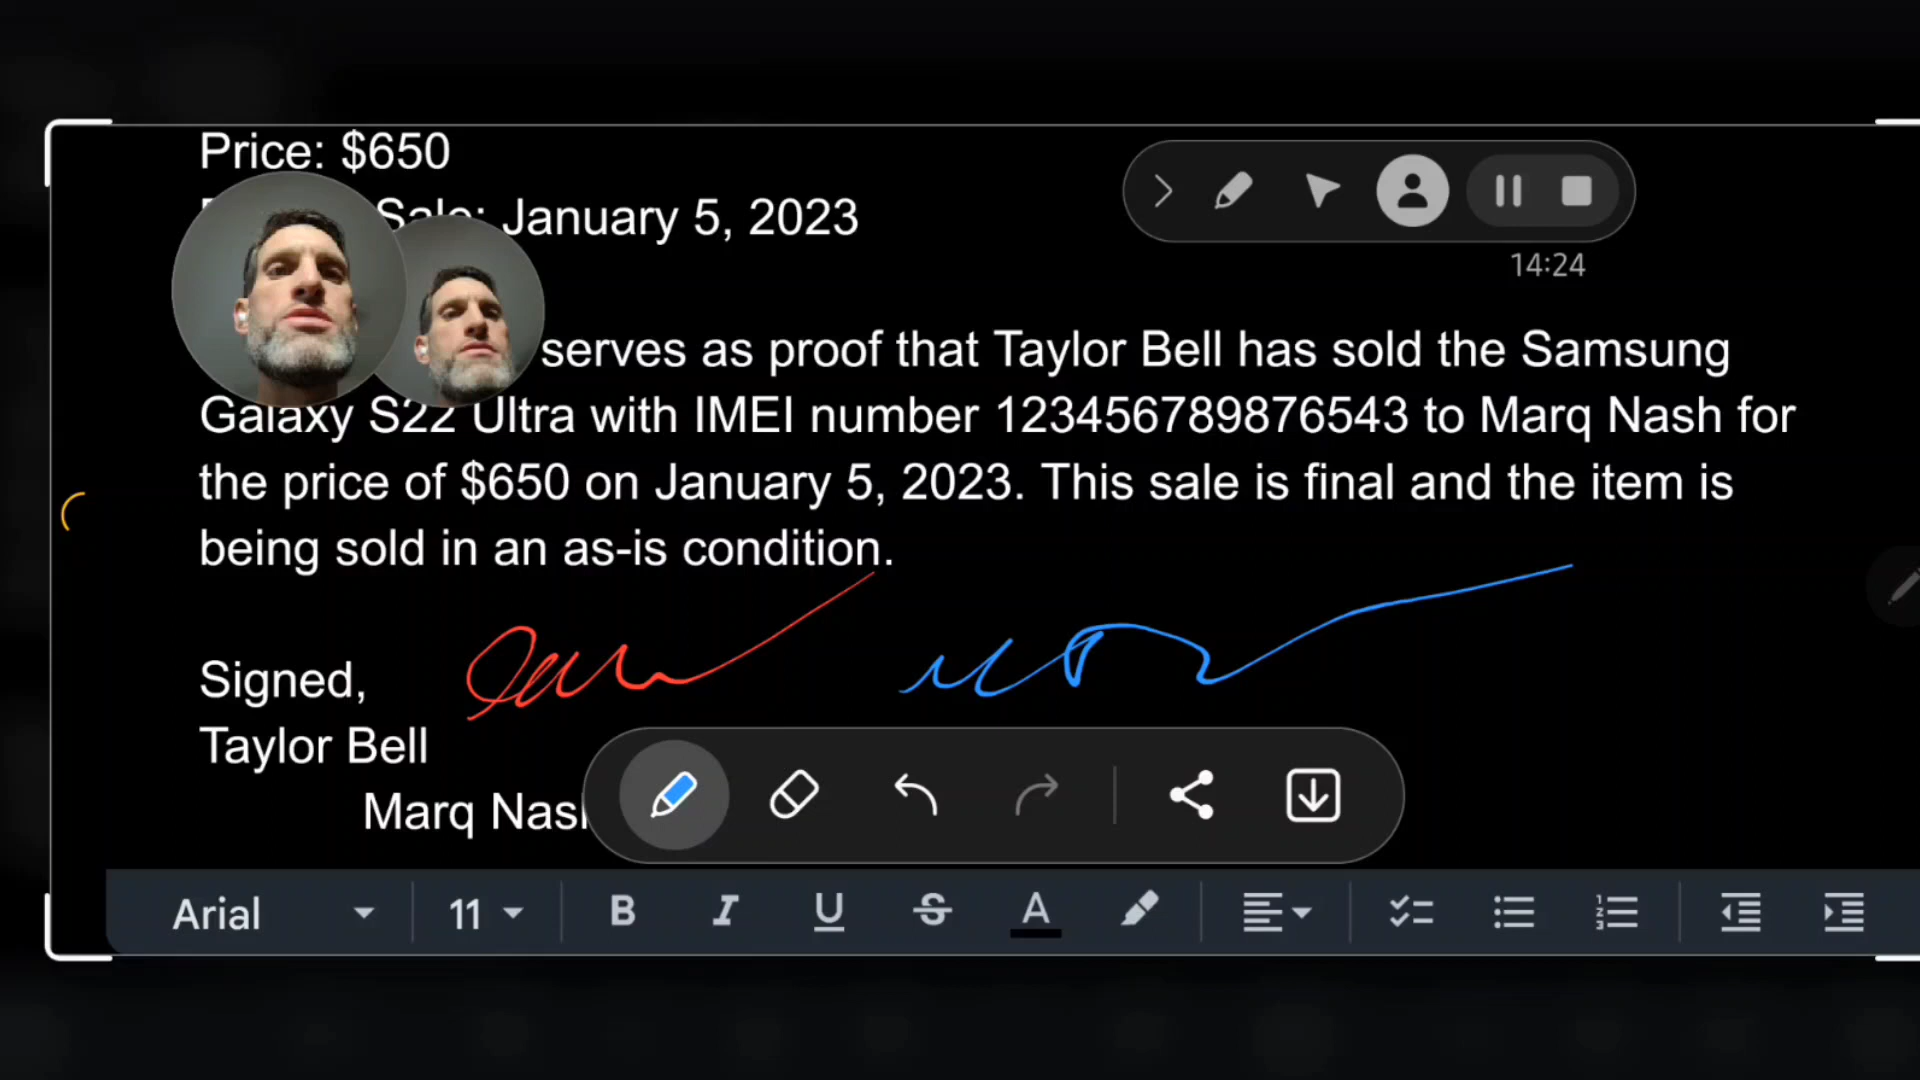 Price: $650
Sale: January 5, 2023
14:24
serves as proof that Taylor Bell has sold the Samsung
Galaxy S22 Ultra with IMEI number 123456789876543 to Marq Nash for
the price of $650 on January 5, 2023. This sale is final and the item is
being sold in an as-is condition.
Signed,
Taylor Bell
Marq Nash
Arial 11 B I U S A